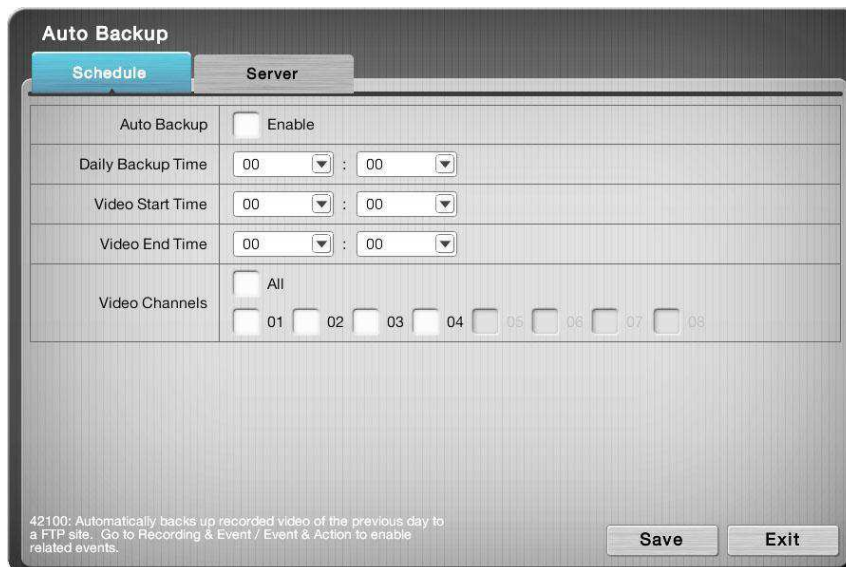 Auto Backup
Schedule Server
Auto Backup Enable
Daily Backup Time 00 : 00
Video Start Time 00 : 00
Video End Time 00 : 00
All
Video Channels
01 02 03 04 05 06 07 08
42100: Automatically backs up recorded video of the previous day to
a FTP site. Go to Recording & Event / Event & Action to enable
related events.
Save Exit